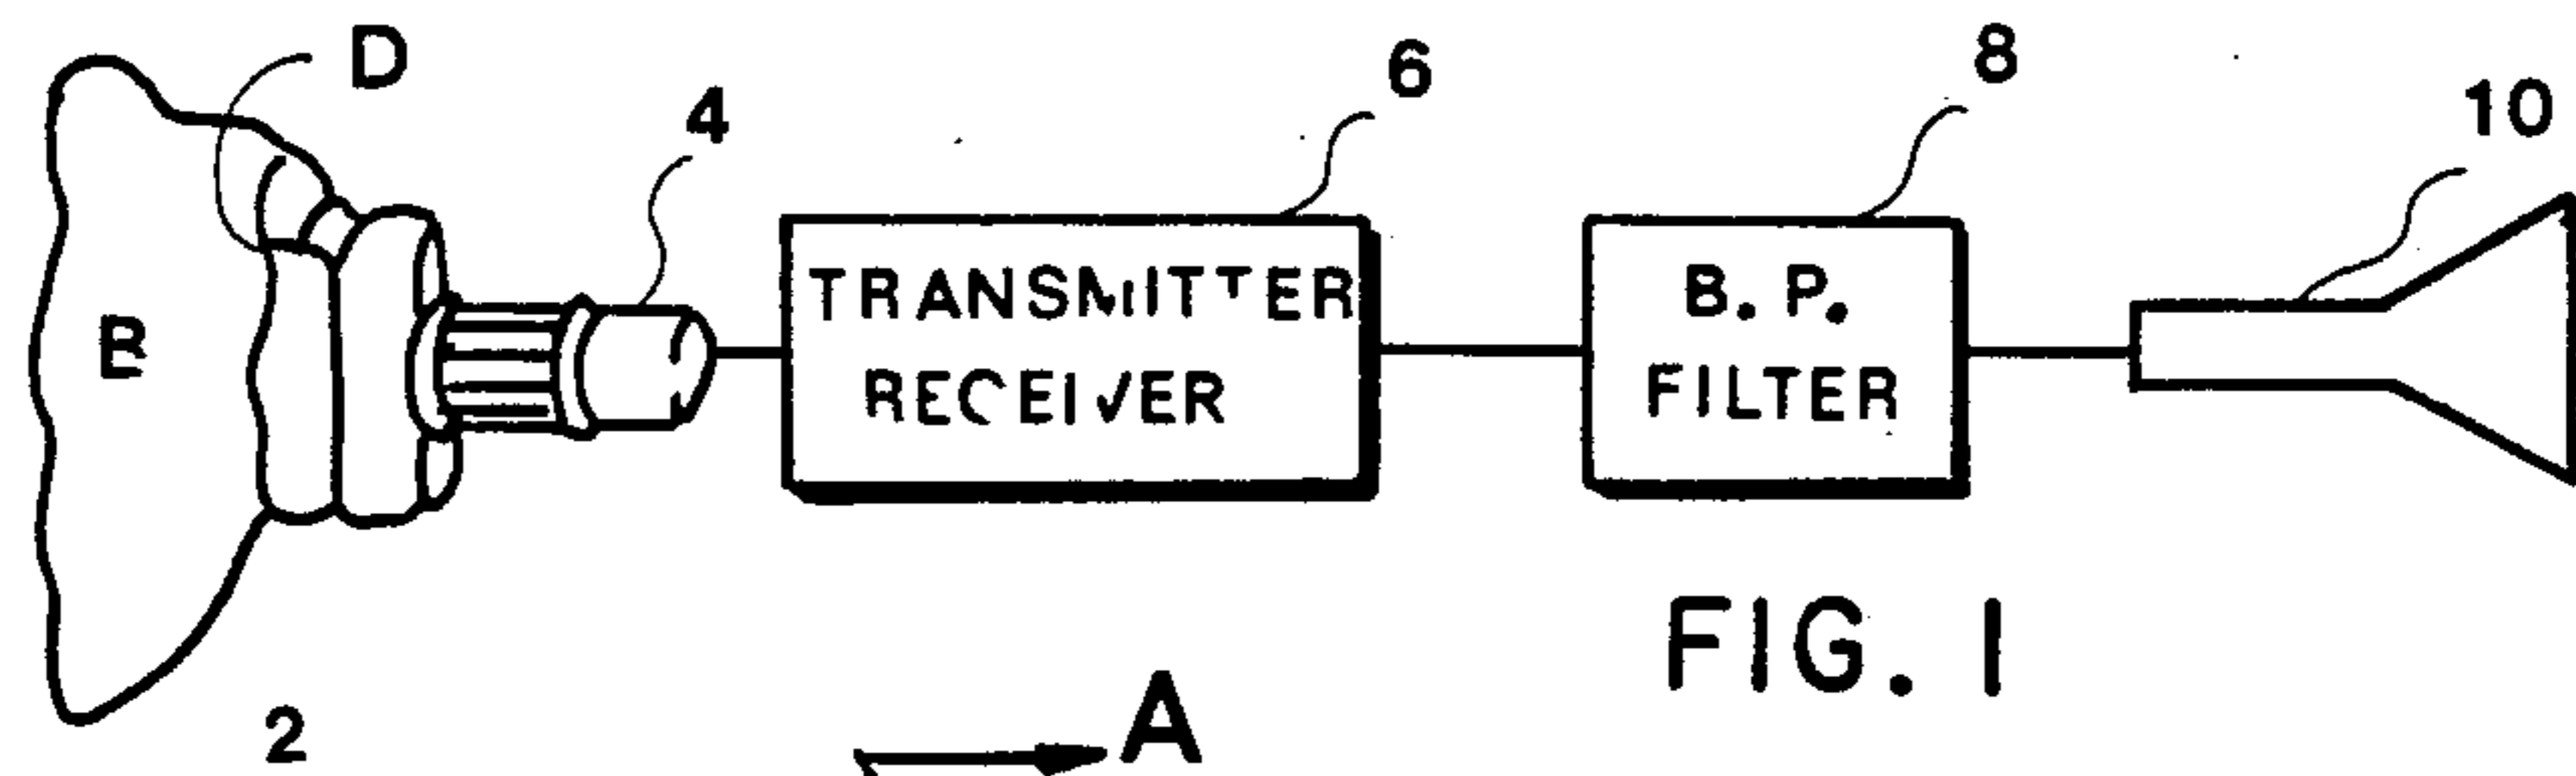 D
4
6
8
10
B
TRANSMITTER
RECEIVER
B. P.
FILTER
FIG. 1
2
A